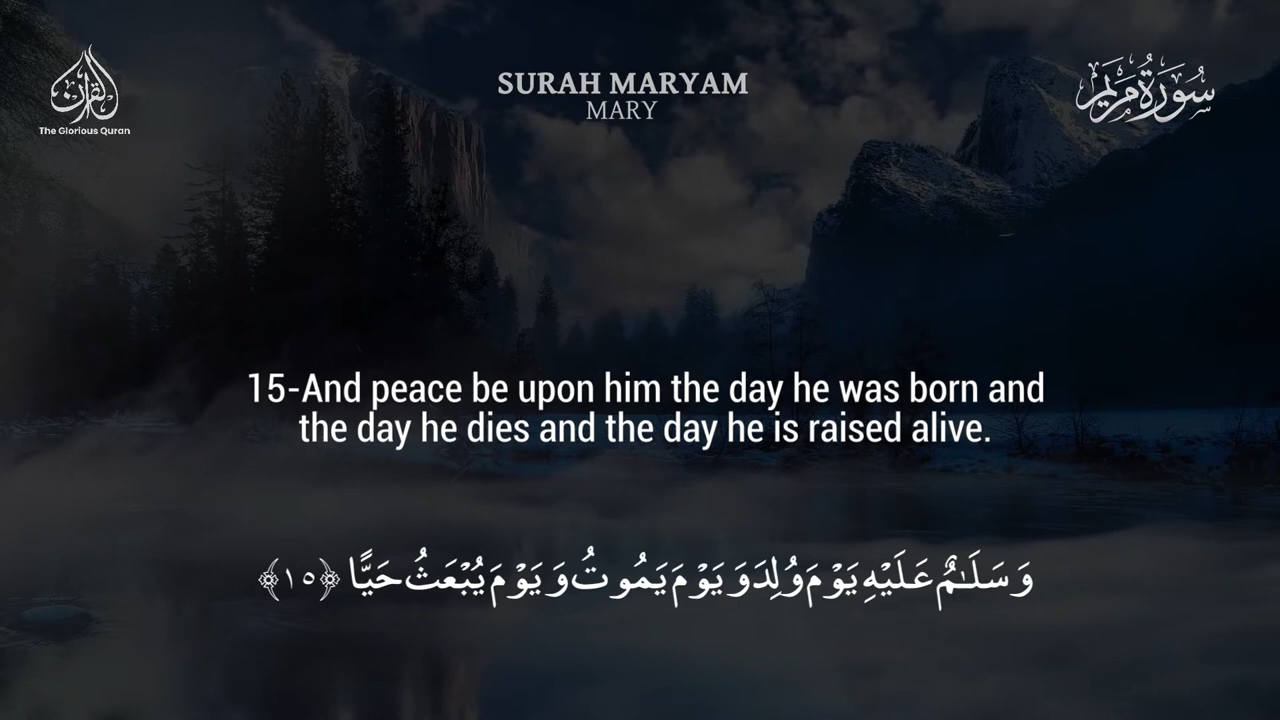 القرآن
The Glorious Quran
SURAH MARYAM
MARY
سُورَةُ مَرْيَم
15-And peace be upon him the day he was born and
the day he dies and the day he is raised alive.
وَسَلَـٰمٌ عَلَيْهِ يَوْمَ وُلِدَ وَيَوْمَ يَمُوتُ وَيَوْمَ يُبْعَثُ حَيًّا ﴿١٥﴾